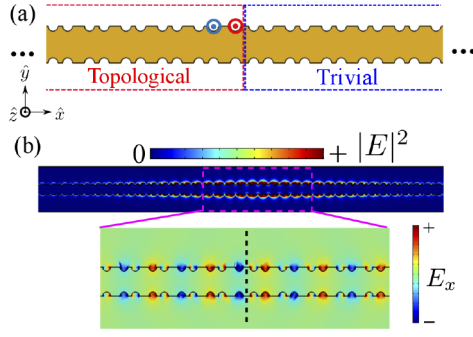 (a)
... ...
Topological Trivial
ŷ
ẑ x̂
(b)
0 + |E|²
+
E_x
−